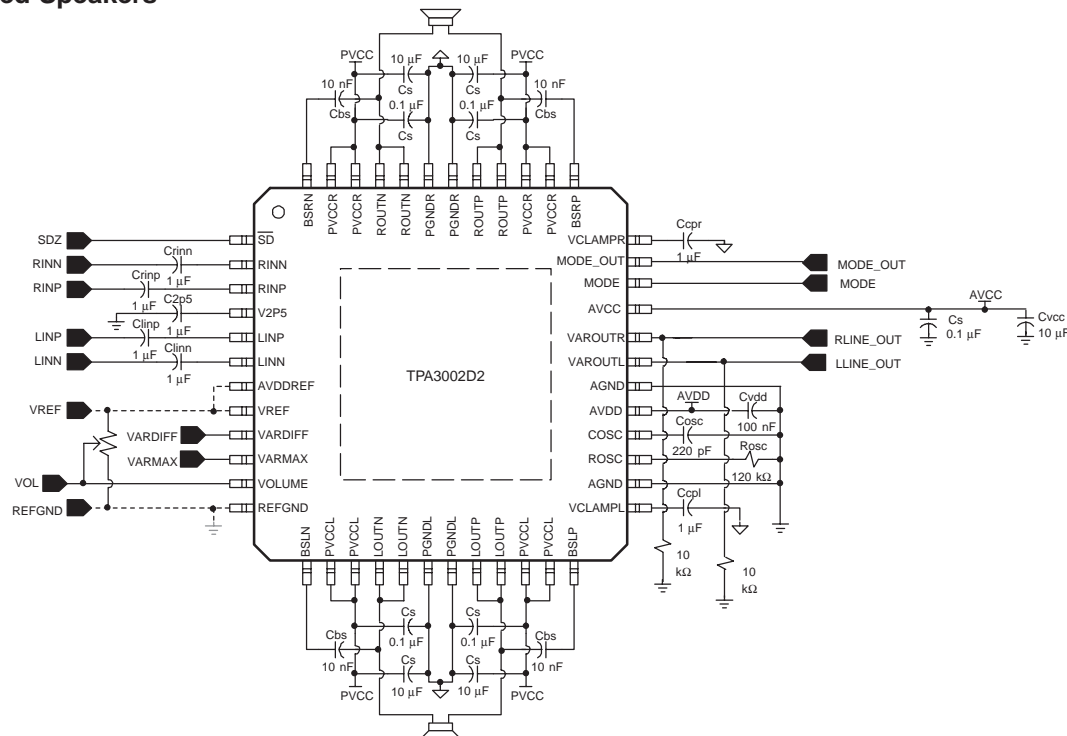 ed Speakers
PVCC
10 µF
Cs
10 µF
Cs
PVCC
10 nF
Cbs
0.1 µF
Cs
0.1 µF
Cs
10 nF
Cbs
BSRN
PVCCR
PVCCR
ROUTN
ROUTN
PGNDR
PGNDR
ROUTP
ROUTP
PVCCR
PVCCR
BSRP
SDZ
SD
RINN
Crinn
1 µF
RINN
RINP
Crinp
1 µF
RINP
C2p5
1 µF
V2P5
LINP
Clinp
1 µF
LINP
LINN
Clinn
1 µF
LINN
AVDDREF
VREF
VREF
VARDIFF
VARDIFF
VARMAX
VARMAX
VOL
VOLUME
REFGND
REFGND
TPA3002D2
VCLAMPR
Ccpr
1 µF
MODE_OUT
MODE_OUT
MODE
MODE
AVCC
AVCC
Cs
0.1 µF
Cvcc
10 µF
VAROUTR
RLINE_OUT
VAROUTL
LLINE_OUT
AGND
AVDD
AVDD
Cvdd
100 nF
COSC
Cosc
220 pF
ROSC
Rosc
120 kΩ
AGND
VCLAMPL
Ccpl
1 µF
10
kΩ
10
kΩ
BSLN
PVCCL
PVCCL
LOUTN
LOUTN
PGNDL
PGNDL
LOUTP
LOUTP
PVCCL
PVCCL
BSLP
Cs
0.1 µF
Cs
0.1 µF
Cbs
10 nF
Cbs
10 nF
Cs
10 µF
Cs
10 µF
PVCC
PVCC